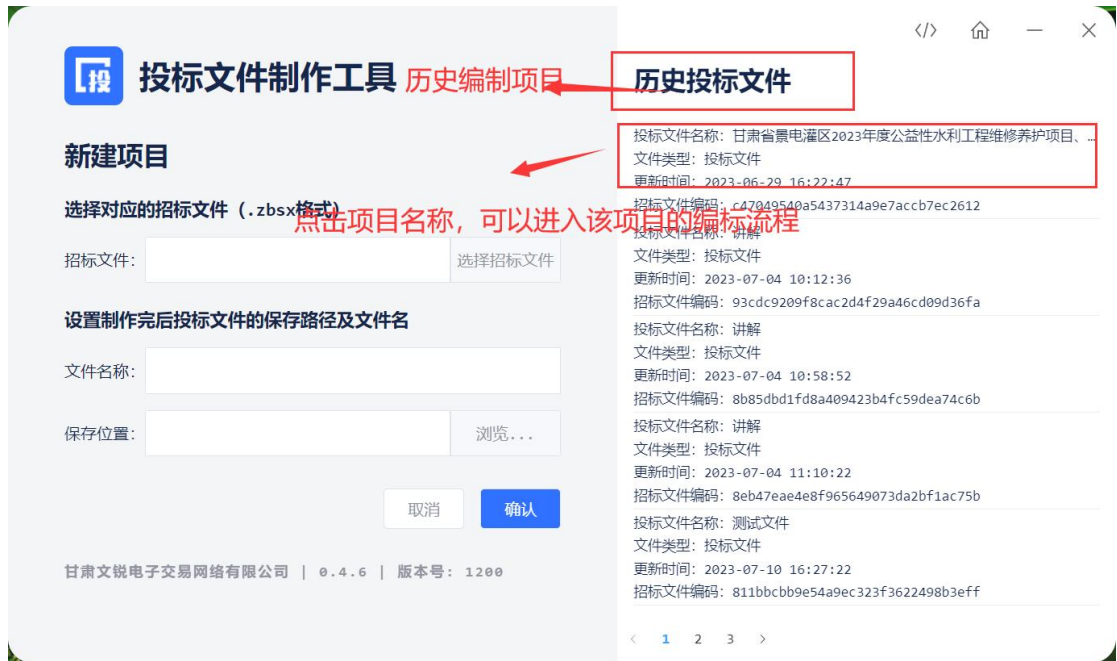 投标文件制作工具
历史编制项目
新建项目
选择对应的招标文件（.zbsx格式）
点击项目名称，可以进入该项目的编标流程
招标文件：
选择招标文件
设置制作完后投标文件的保存路径及文件名
文件名称：
保存位置：
浏览...
取消
确认
甘肃文锐电子交易网络有限公司 | 0.4.6 | 版本号: 1200
历史投标文件
投标文件名称：甘肃省景电灌区2023年度公益性水利工程维修养护项目、...
文件类型：投标文件
更新时间：2023-06-29 16:22:47
招标文件编码：c47049540a5437314a9e7accb7ec2612
投标文件名称：讲解
文件类型：投标文件
更新时间：2023-07-04 10:12:36
招标文件编码：93cdc9209f8cac2d4f29a46cd09d36fa
投标文件名称：讲解
文件类型：投标文件
更新时间：2023-07-04 10:58:52
招标文件编码：8b85dbd1fd8a409423b4fc59dea74c6b
投标文件名称：讲解
文件类型：投标文件
更新时间：2023-07-04 11:10:22
招标文件编码：8eb47eae4e8f965649073da2bf1ac75b
投标文件名称：测试文件
文件类型：投标文件
更新时间：2023-07-10 16:27:22
招标文件编码：811bbcbb9e54a9ec323f3622498b3eff
1 2 3